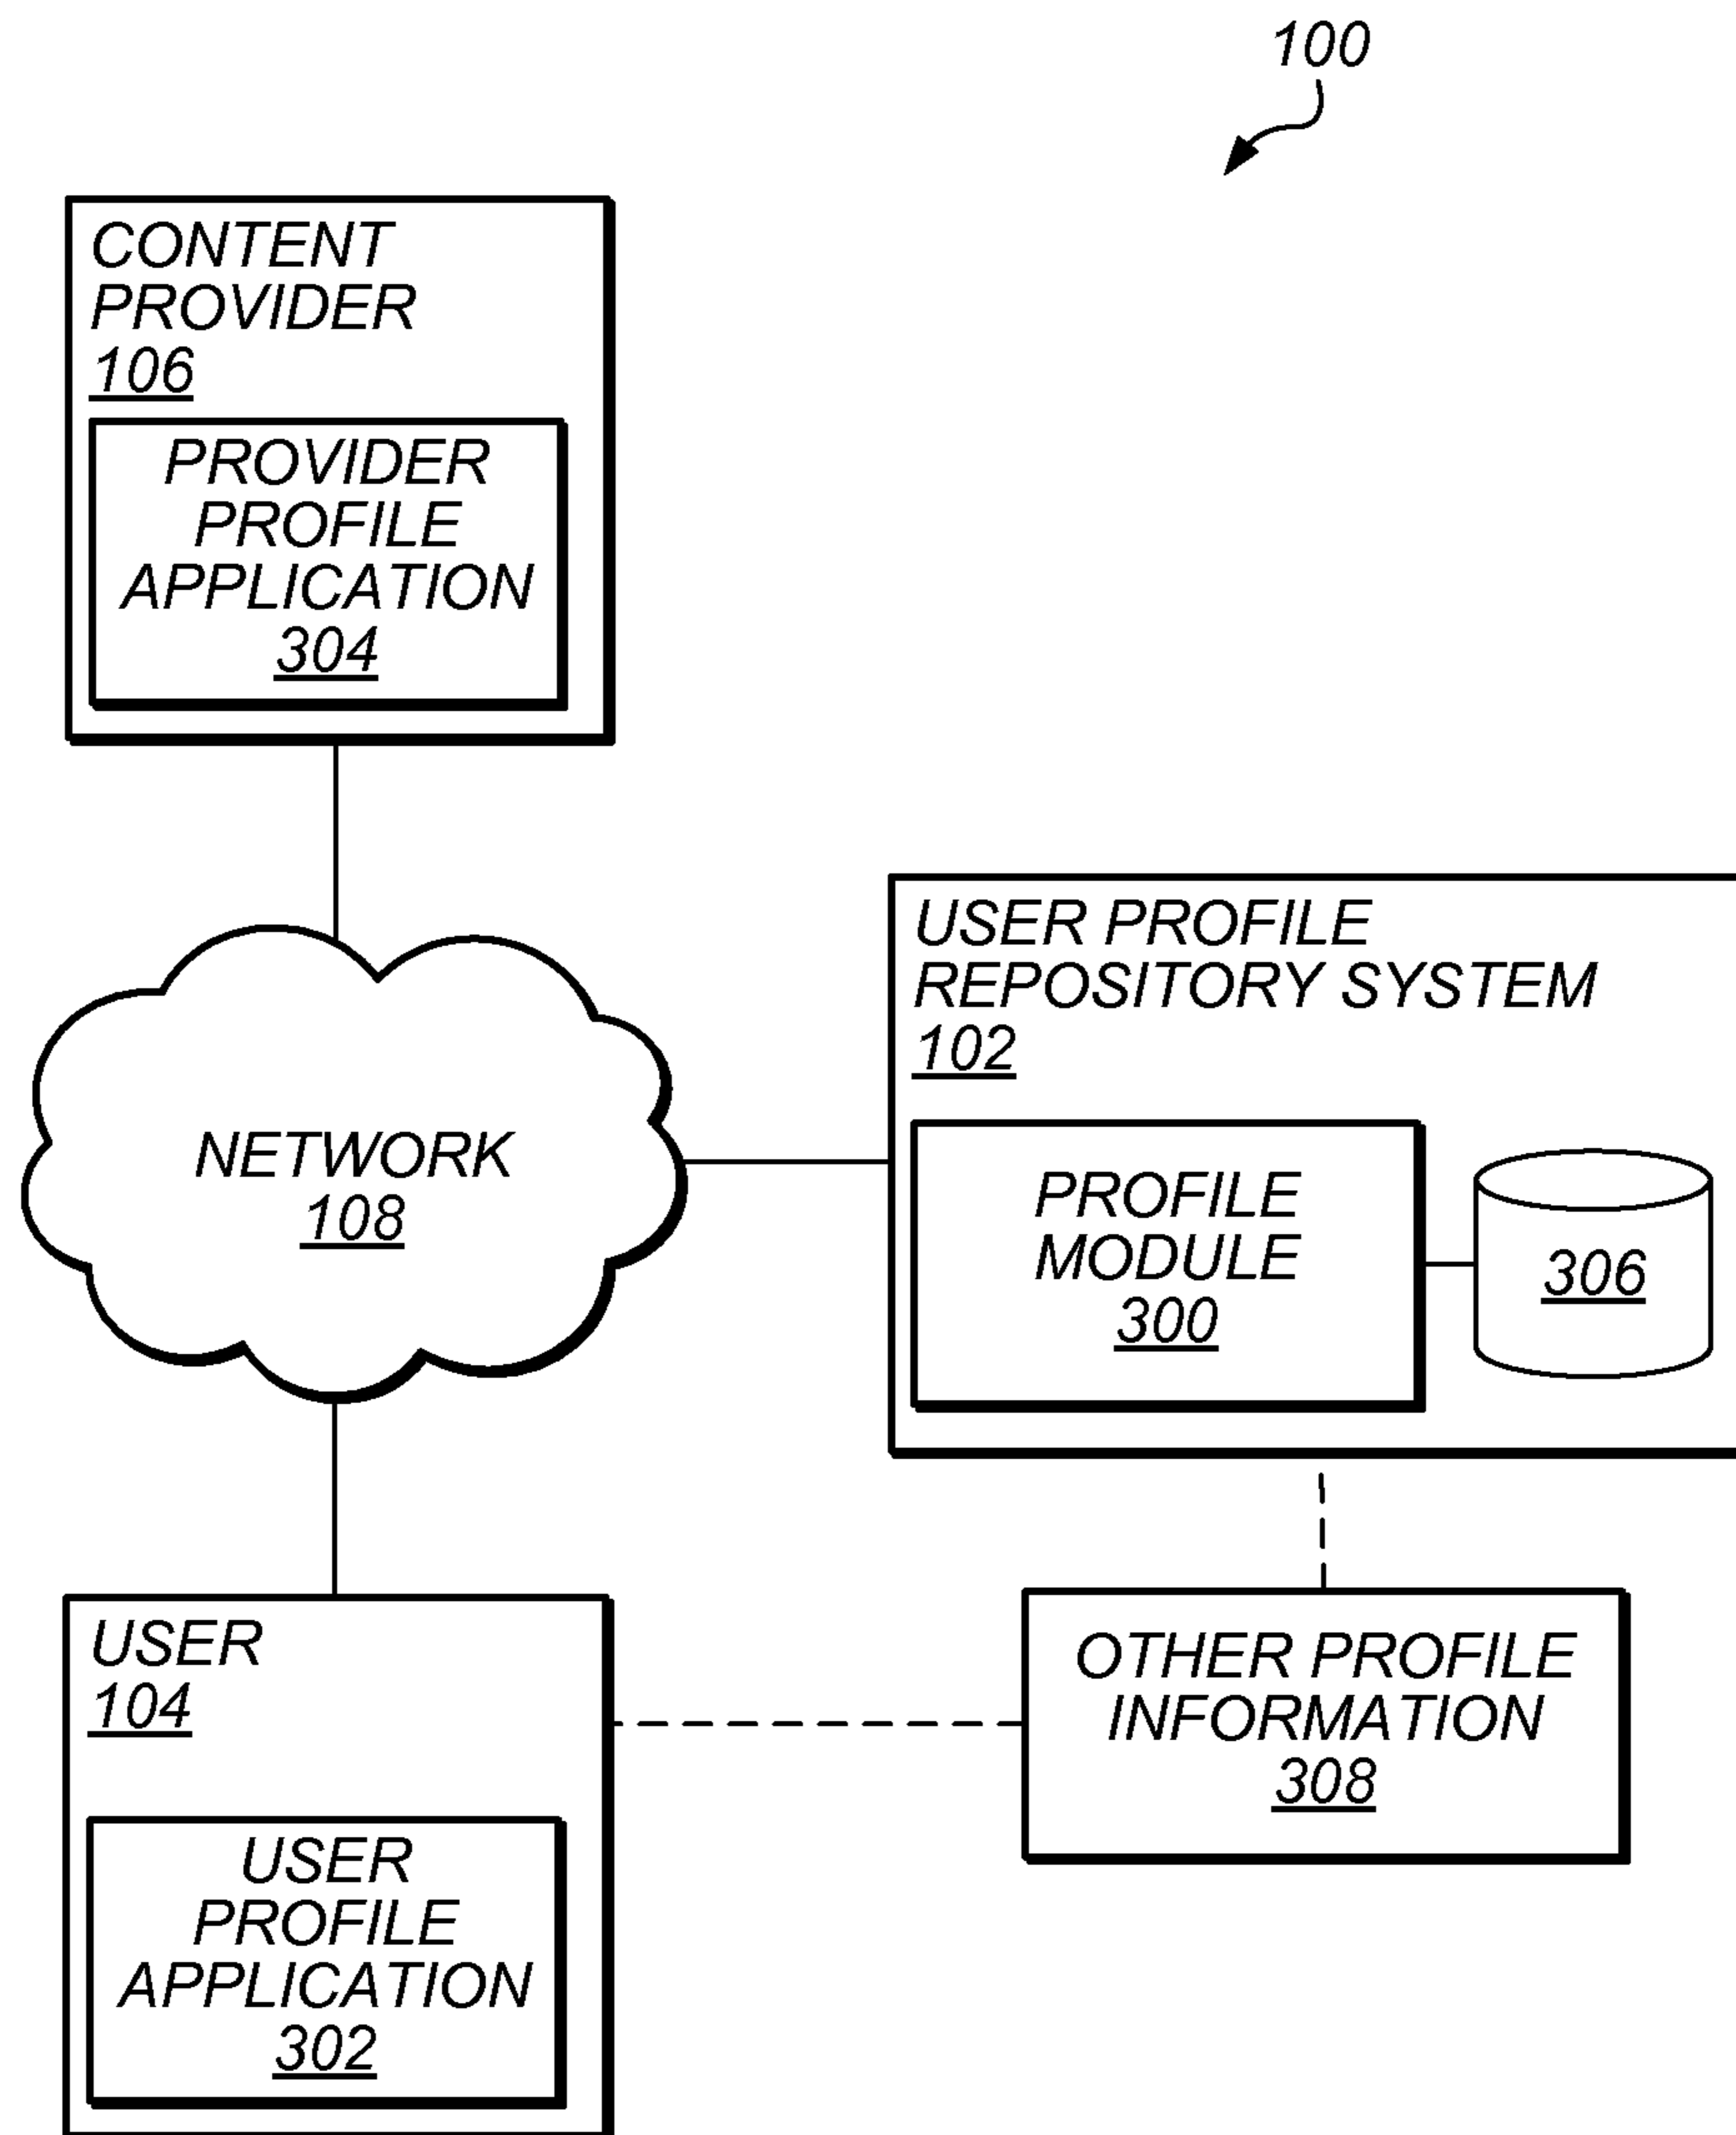 100
CONTENT
PROVIDER
106
PROVIDER
PROFILE
APPLICATION
304
USER PROFILE
REPOSITORY SYSTEM
102
NETWORK
108
PROFILE
MODULE
300
306
USER
104
OTHER PROFILE
INFORMATION
308
USER
PROFILE
APPLICATION
302